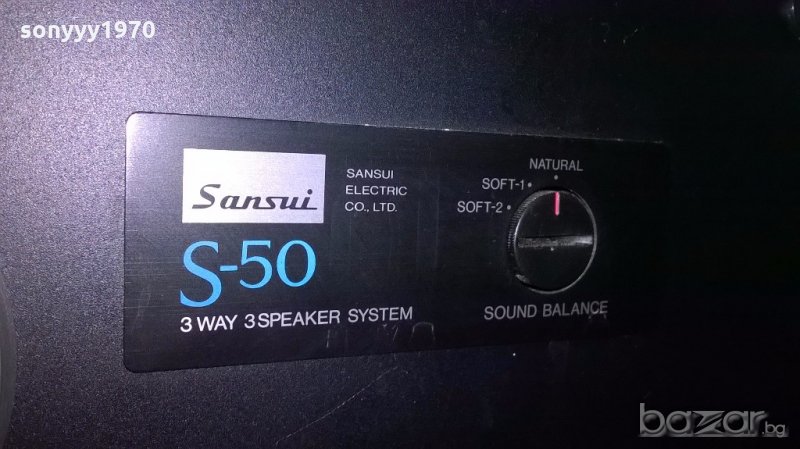 sonyyy1970
Sansui
SANSUI
ELECTRIC
CO., LTD.
S-50
3 WAY 3SPEAKER SYSTEM
NATURAL
SOFT-1
SOFT-2
SOUND BALANCE
bazar.bg